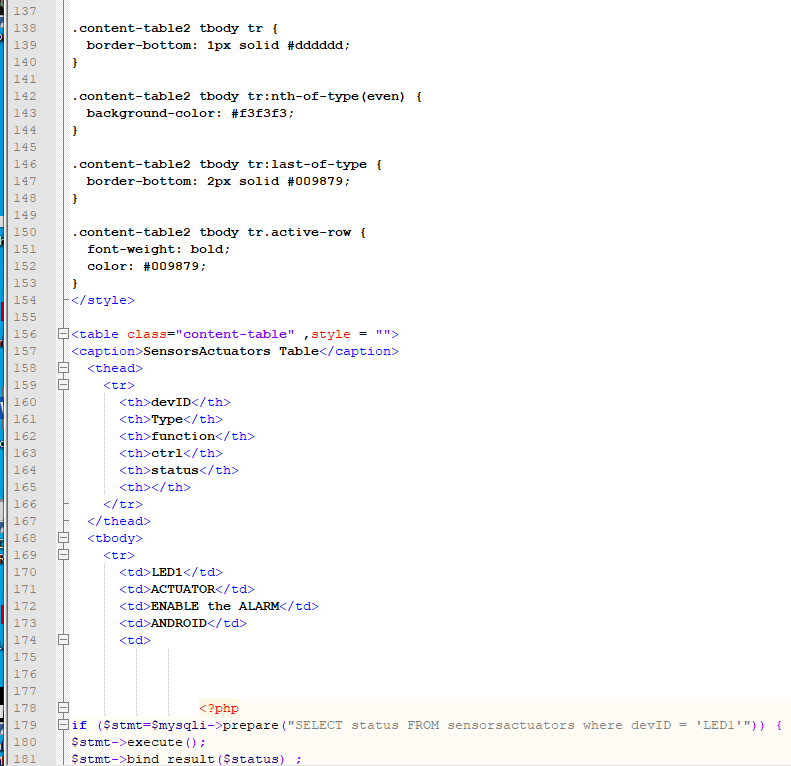 137
138 .content-table2 tbody tr {
139 border-bottom: 1px solid #dddddd;
140 }
141
142 .content-table2 tbody tr:nth-of-type(even) {
143 background-color: #f3f3f3;
144 }
145
146 .content-table2 tbody tr:last-of-type {
147 border-bottom: 2px solid #009879;
148 }
149
150 .content-table2 tbody tr.active-row {
151 font-weight: bold;
152 color: #009879;
153 }
154 </style>
155
156 <table class="content-table" ,style = "">
157 <caption>SensorsActuators Table</caption>
158 <thead>
159 <tr>
160 <th>devID</th>
161 <th>Type</th>
162 <th>function</th>
163 <th>ctrl</th>
164 <th>status</th>
165 <th></th>
166 </tr>
167 </thead>
168 <tbody>
169 <tr>
170 <td>LED1</td>
171 <td>ACTUATOR</td>
172 <td>ENABLE the ALARM</td>
173 <td>ANDROID</td>
174 <td>
175
176
177
178 <?php
179 if ($stmt=$mysqli->prepare("SELECT status FROM sensorsactuators where devID = 'LED1'")) {
180 $stmt->execute();
181 $stmt->bind_result($status) ;